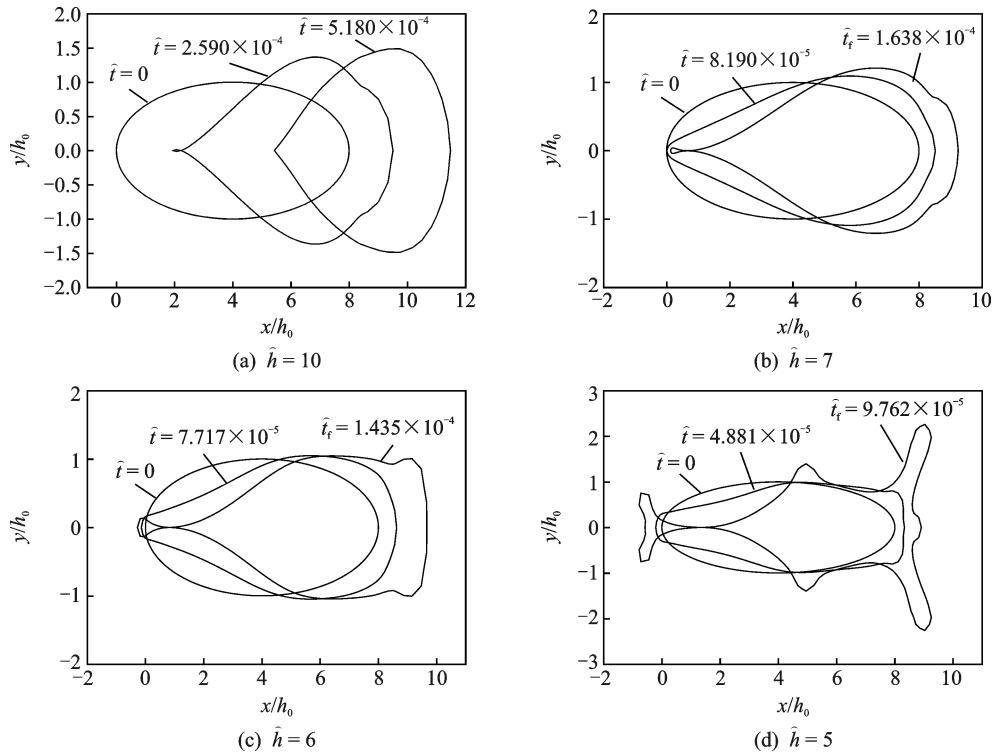 2.0
1.5
1.0
0.5
0.0
−0.5
−1.0
−1.5
−2.0
y/h₀
t̂ = 0
t̂ = 2.590×10⁻⁴
t̂ = 5.180×10⁻⁴
0 2 4 6 8 10 12
x/h₀
(a) ĥ = 10
2
1
0
−1
−2
y/h₀
t̂ = 0
t̂ = 8.190×10⁻⁵
t̂_f = 1.638×10⁻⁴
−2 0 2 4 6 8 10
x/h₀
(b) ĥ = 7
2
1
0
−1
−2
y/h₀
t̂ = 0
t̂ = 7.717×10⁻⁵
t̂_f = 1.435×10⁻⁴
−2 0 2 4 6 8 10
x/h₀
(c) ĥ = 6
3
2
1
0
−1
−2
−3
y/h₀
t̂ = 0
t̂ = 4.881×10⁻⁵
t̂_f = 9.762×10⁻⁵
−2 0 2 4 6 8 10
x/h₀
(d) ĥ = 5